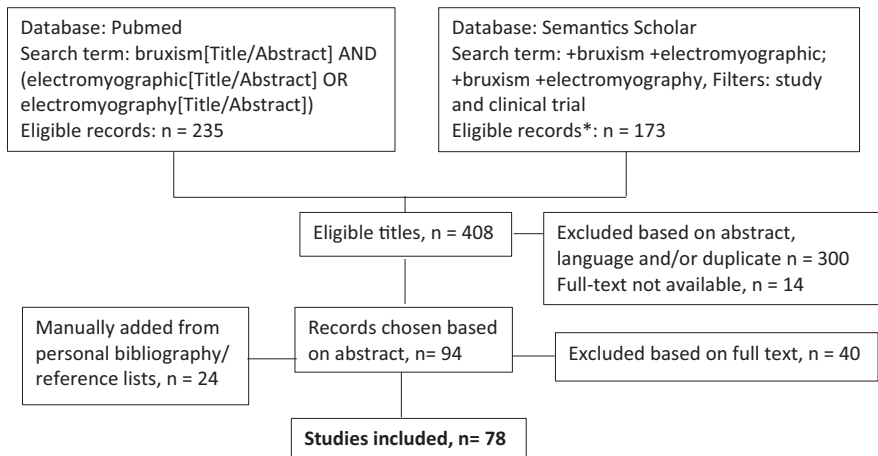 Database: Pubmed
Search term: bruxism[Title/Abstract] AND
(electromyographic[Title/Abstract] OR
electromyography[Title/Abstract])
Eligible records: n = 235
Database: Semantics Scholar
Search term: +bruxism +electromyographic;
+bruxism +electromyography, Filters: study
and clinical trial
Eligible records*: n = 173
Eligible titles, n = 408
Excluded based on abstract,
language and/or duplicate n = 300
Full-text not available, n = 14
Manually added from
personal bibliography/
reference lists, n = 24
Records chosen based
on abstract, n= 94
Excluded based on full text, n = 40
Studies included, n= 78